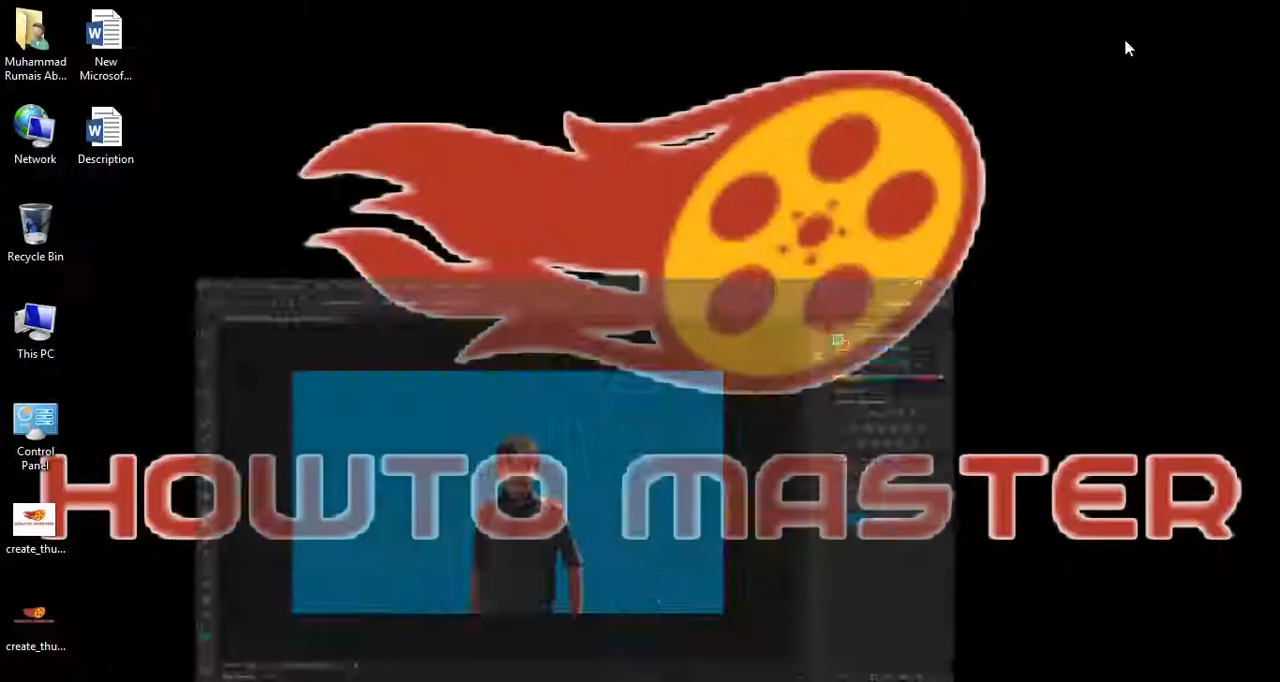 Muhammad
Rumais Ab...
New
Microsof...
Network
Description
Recycle Bin
This PC
Control
Panel
create_thu...
create_thu...
HOWTO MASTER